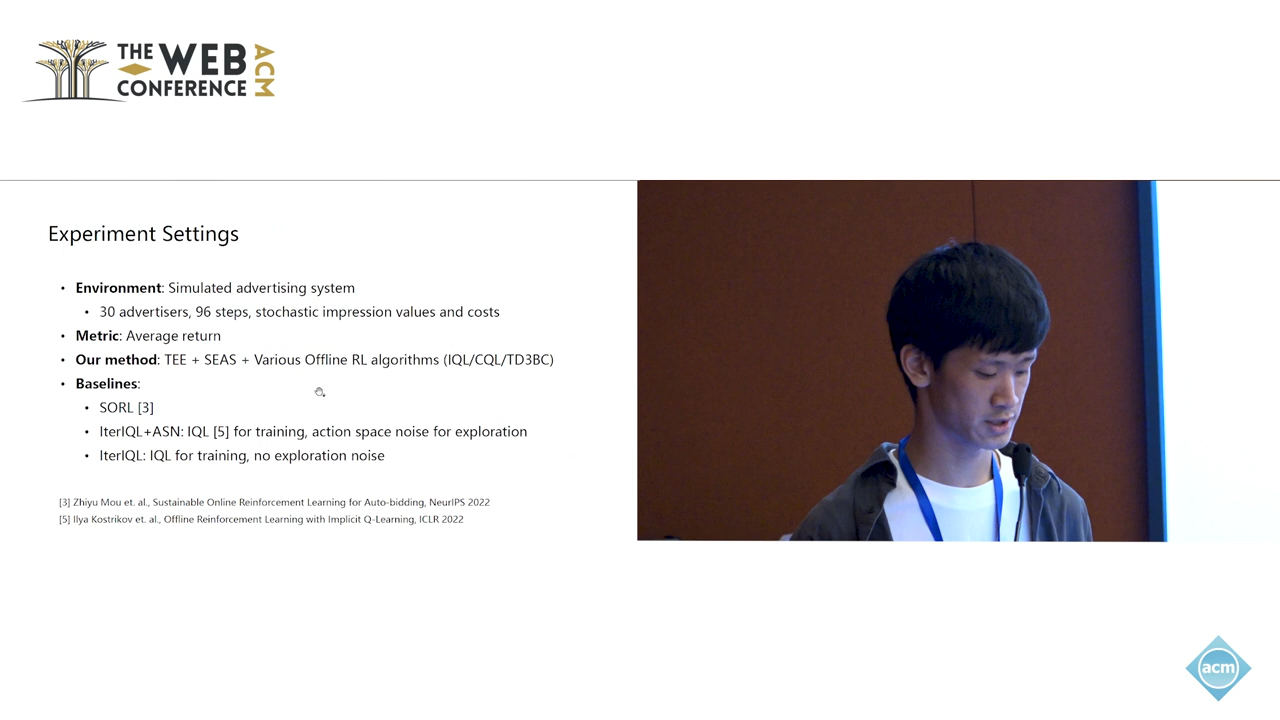 THE WEB
CONFERENCE
ACM
Experiment Settings
• Environment: Simulated advertising system
• 30 advertisers, 96 steps, stochastic impression values and costs
• Metric: Average return
• Our method: TEE + SEAS + Various Offline RL algorithms (IQL/CQL/TD3BC)
• Baselines:
• SORL [3]
• IterIQL+ASN: IQL [5] for training, action space noise for exploration
• IterIQL: IQL for training, no exploration noise
[3] Zhiyu Mou et. al., Sustainable Online Reinforcement Learning for Auto-bidding, NeurIPS 2022
[5] Ilya Kostrikov et. al., Offline Reinforcement Learning with Implicit Q-Learning, ICLR 2022
acm